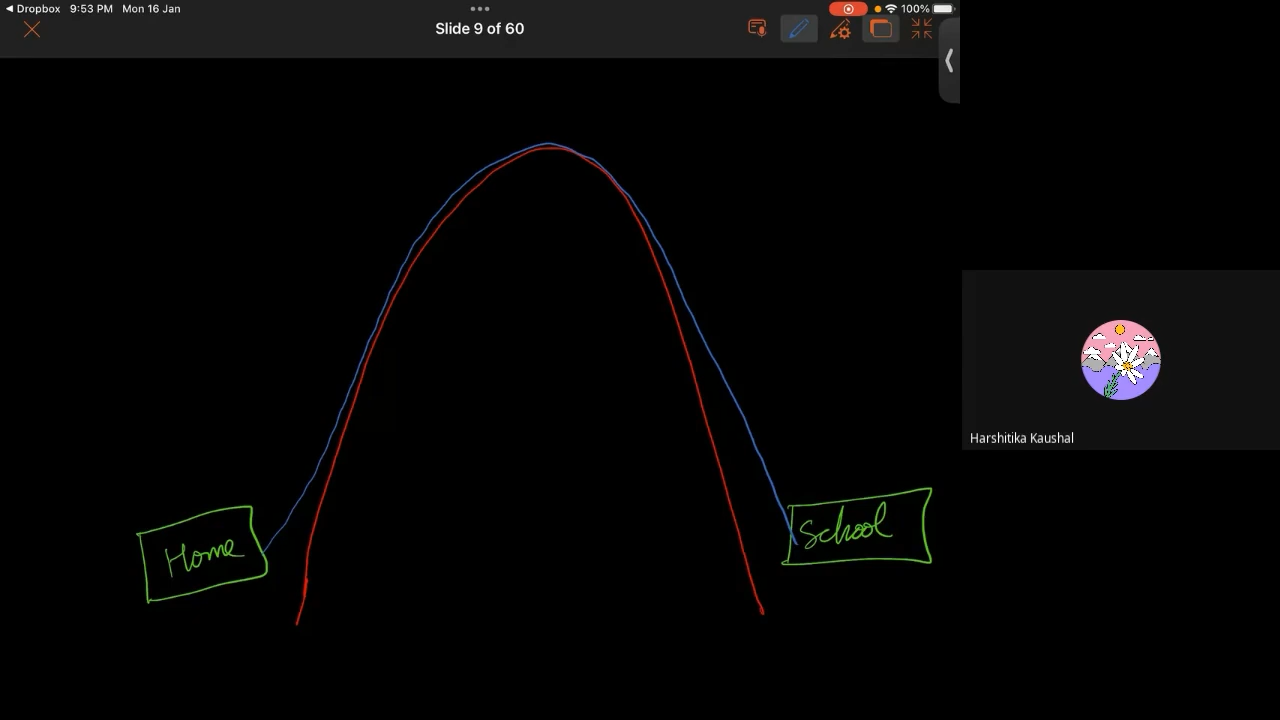 Dropbox 9:53 PM Mon 16 Jan
100%
Slide 9 of 60
Home
School
Harshitika Kaushal